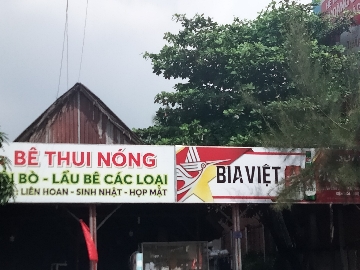 BÊ THUI NÓNG
BÒ - LẨU BÊ CÁC LOẠI
LIÊN HOAN - SINH NHẬT - HỌP MẶT
BIA VIỆT